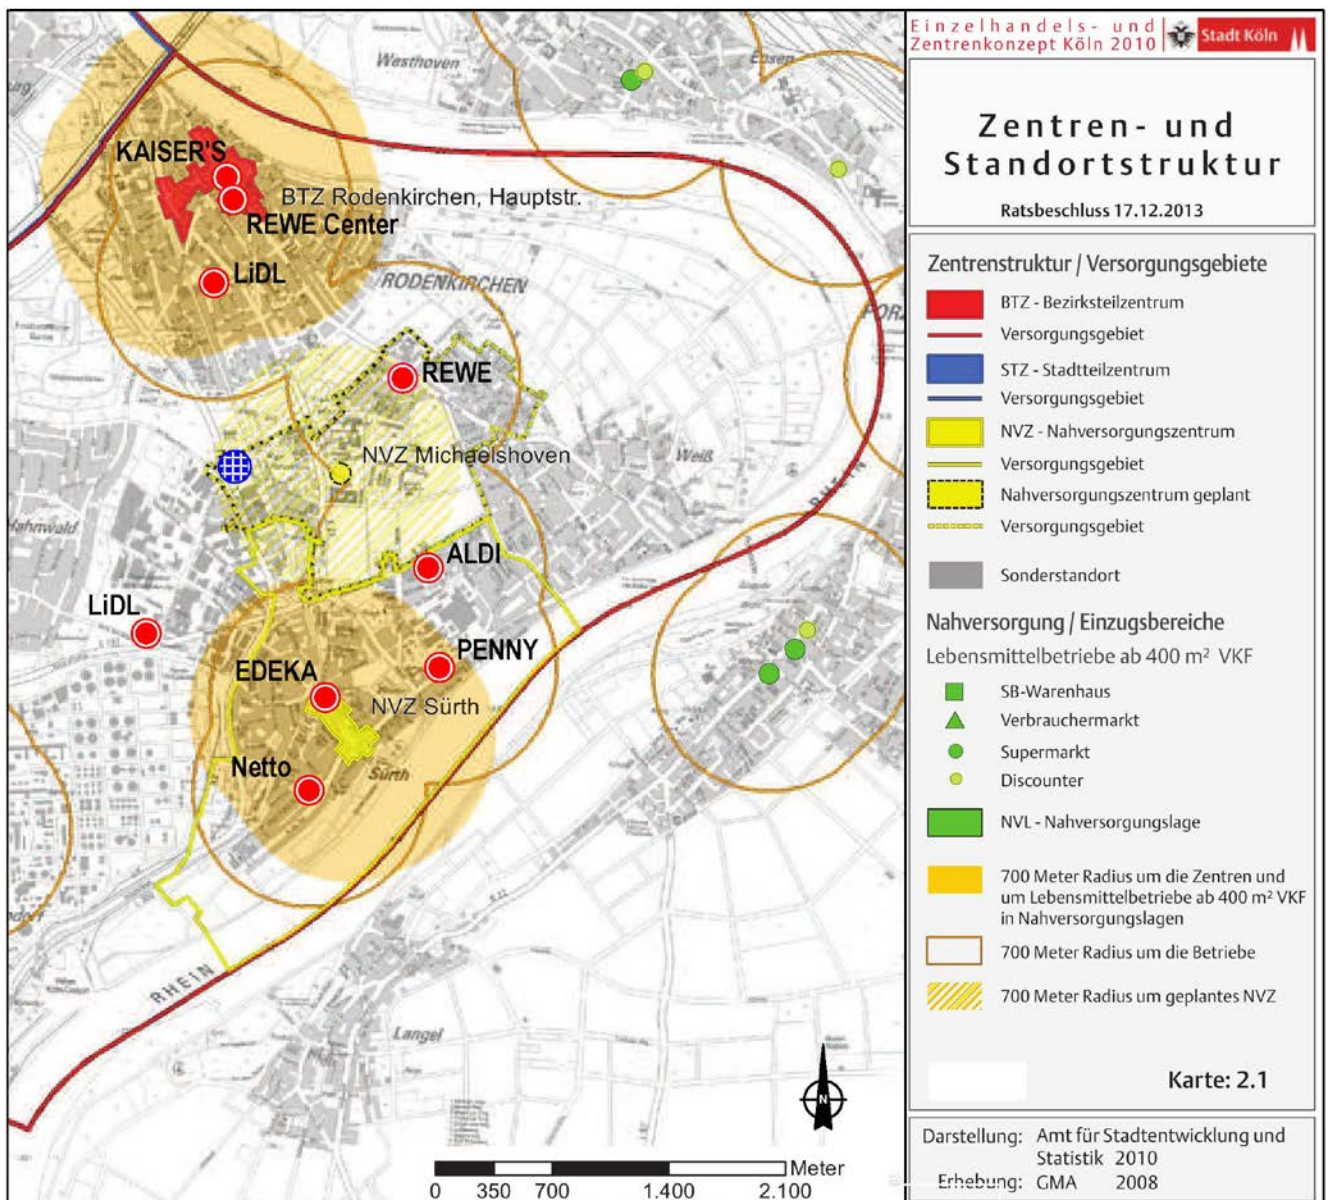 Westhoven
Ensen
KAISER'S
BTZ Rodenkirchen, Hauptstr.
REWE Center
LiDL
RODENKIRCHEN
REWE
NVZ Michaelshoven
Weiß
RHEIN
Hahnwald
ALDI
LiDL
PENNY
EDEKA
NVZ Sürth
Netto
Sürth
RHEIN
Langel
N
Meter
0 350 700 1.400 2.100
Einzelhandels- und
Zentrenkonzept Köln 2010
Stadt Köln
Zentren- und
Standortstruktur
Ratsbeschluss 17.12.2013
Zentrenstruktur / Versorgungsgebiete
BTZ - Bezirksteilzentrum
Versorgungsgebiet
STZ - Stadtteilzentrum
Versorgungsgebiet
NVZ - Nahversorgungszentrum
Versorgungsgebiet
Nahversorgungszentrum geplant
Versorgungsgebiet
Sonderstandort
Nahversorgung / Einzugsbereiche
Lebensmittelbetriebe ab 400 m² VKF
SB-Warenhaus
Verbrauchermarkt
Supermarkt
Discounter
NVL - Nahversorgungslage
700 Meter Radius um die Zentren und
um Lebensmittelbetriebe ab 400 m² VKF
in Nahversorgungslagen
700 Meter Radius um die Betriebe
700 Meter Radius um geplantes NVZ
Karte: 2.1
Darstellung: Amt für Stadtentwicklung und
Statistik 2010
Erhebung: GMA 2008